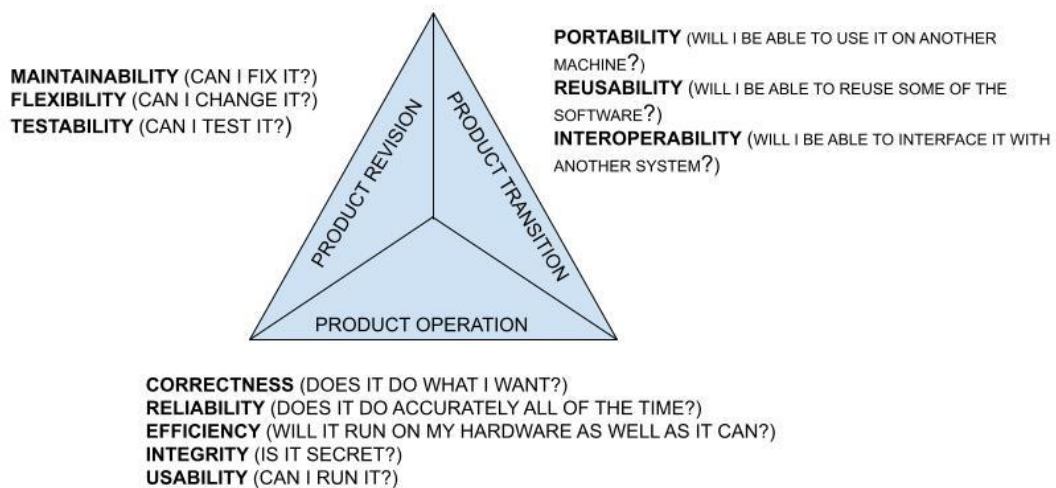 MAINTAINABILITY (CAN I FIX IT?)
FLEXIBILITY (CAN I CHANGE IT?)
TESTABILITY (CAN I TEST IT?)
PRODUCT REVISION
PRODUCT TRANSITION
PORTABILITY (WILL I BE ABLE TO USE IT ON ANOTHER
MACHINE?)
REUSABILITY (WILL I BE ABLE TO REUSE SOME OF THE
SOFTWARE?)
INTEROPERABILITY (WILL I BE ABLE TO INTERFACE IT WITH
ANOTHER SYSTEM?)
PRODUCT OPERATION
CORRECTNESS (DOES IT DO WHAT I WANT?)
RELIABILITY (DOES IT DO ACCURATELY ALL OF THE TIME?)
EFFICIENCY (WILL IT RUN ON MY HARDWARE AS WELL AS IT CAN?)
INTEGRITY (IS IT SECRET?)
USABILITY (CAN I RUN IT?)